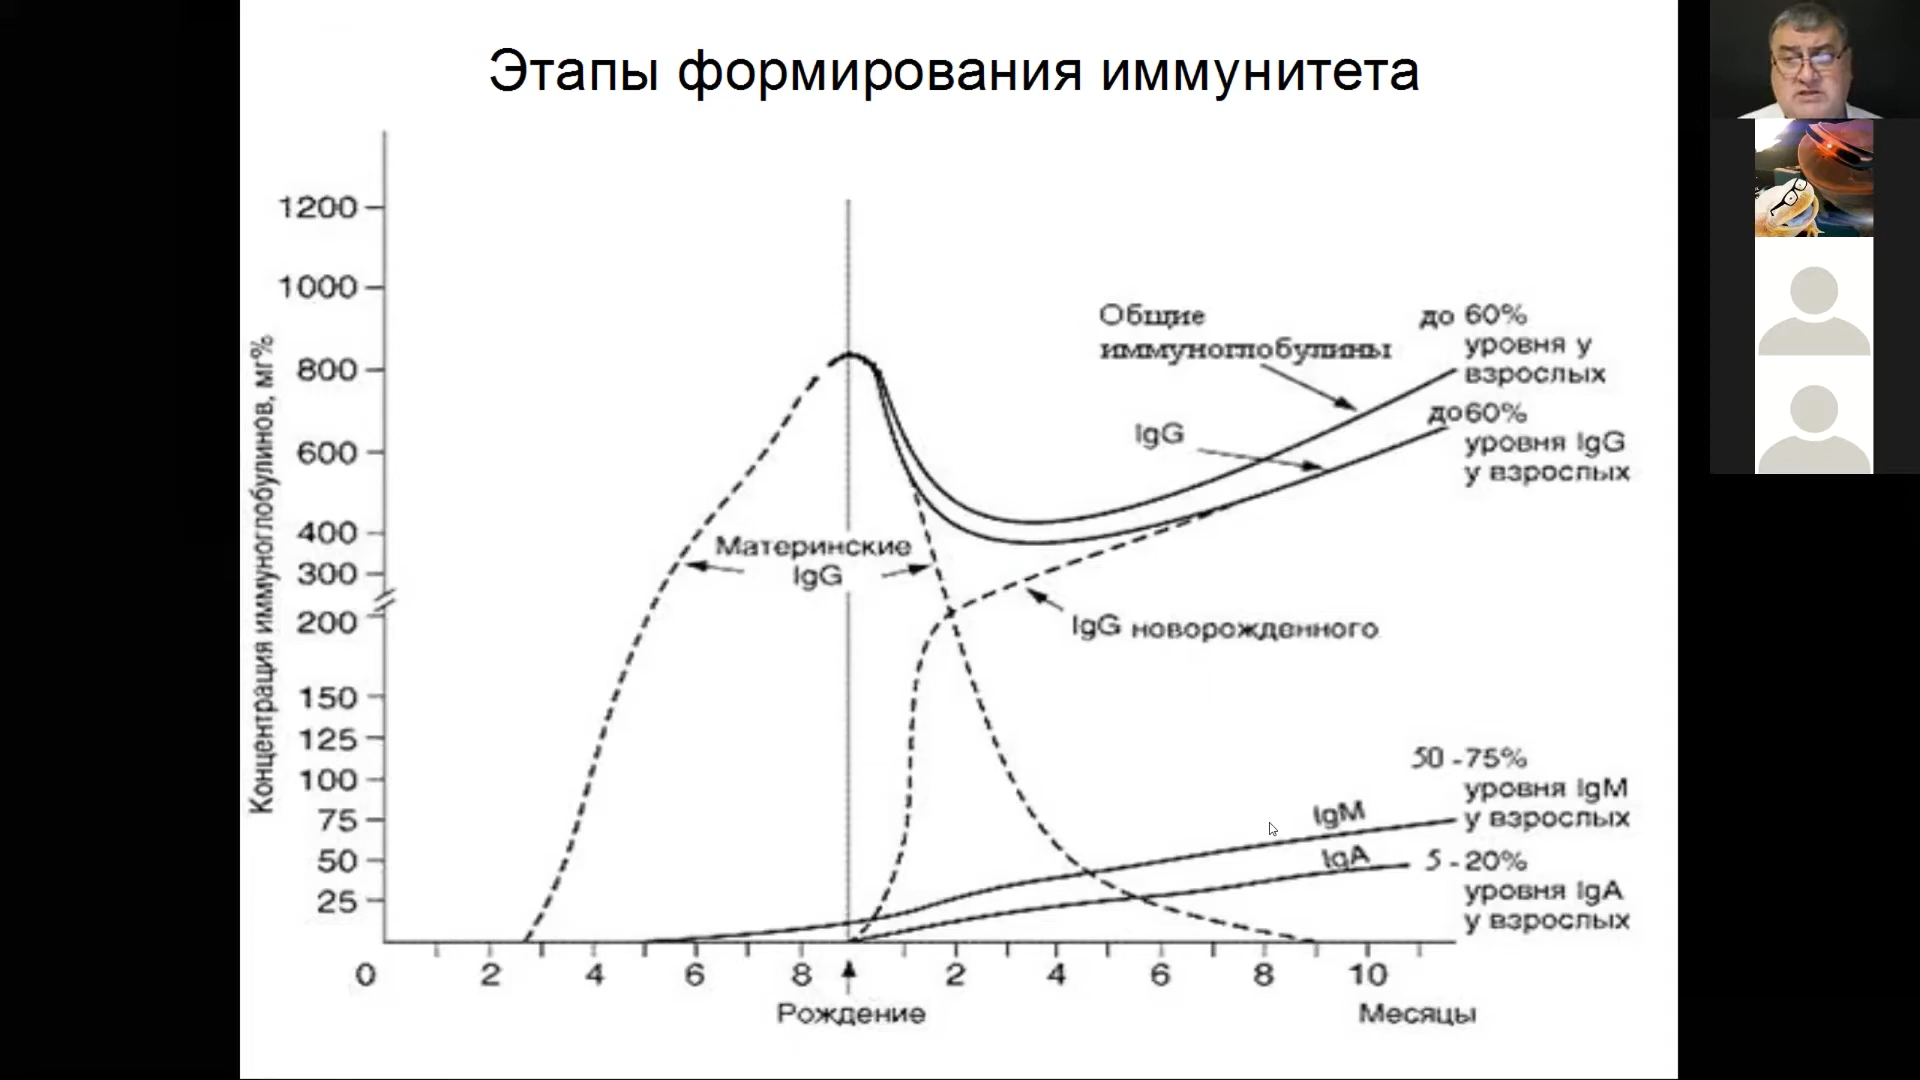 Этапы формирования иммунитета
Концентрация иммуноглобулинов, мг%
1200
1000
800
600
400
300
200
150
125
100
75
50
25
Общие
иммуноглобулины
до 60%
уровня у
взрослых
IgG
до 60%
уровня IgG
у взрослых
Материнские
IgG
IgG новорожденного
50 - 75%
уровня IgM
у взрослых
IgM
IgA
5 - 20%
уровня IgA
у взрослых
0 2 4 6 8 2 4 6 8 10
Рождение
Месяцы